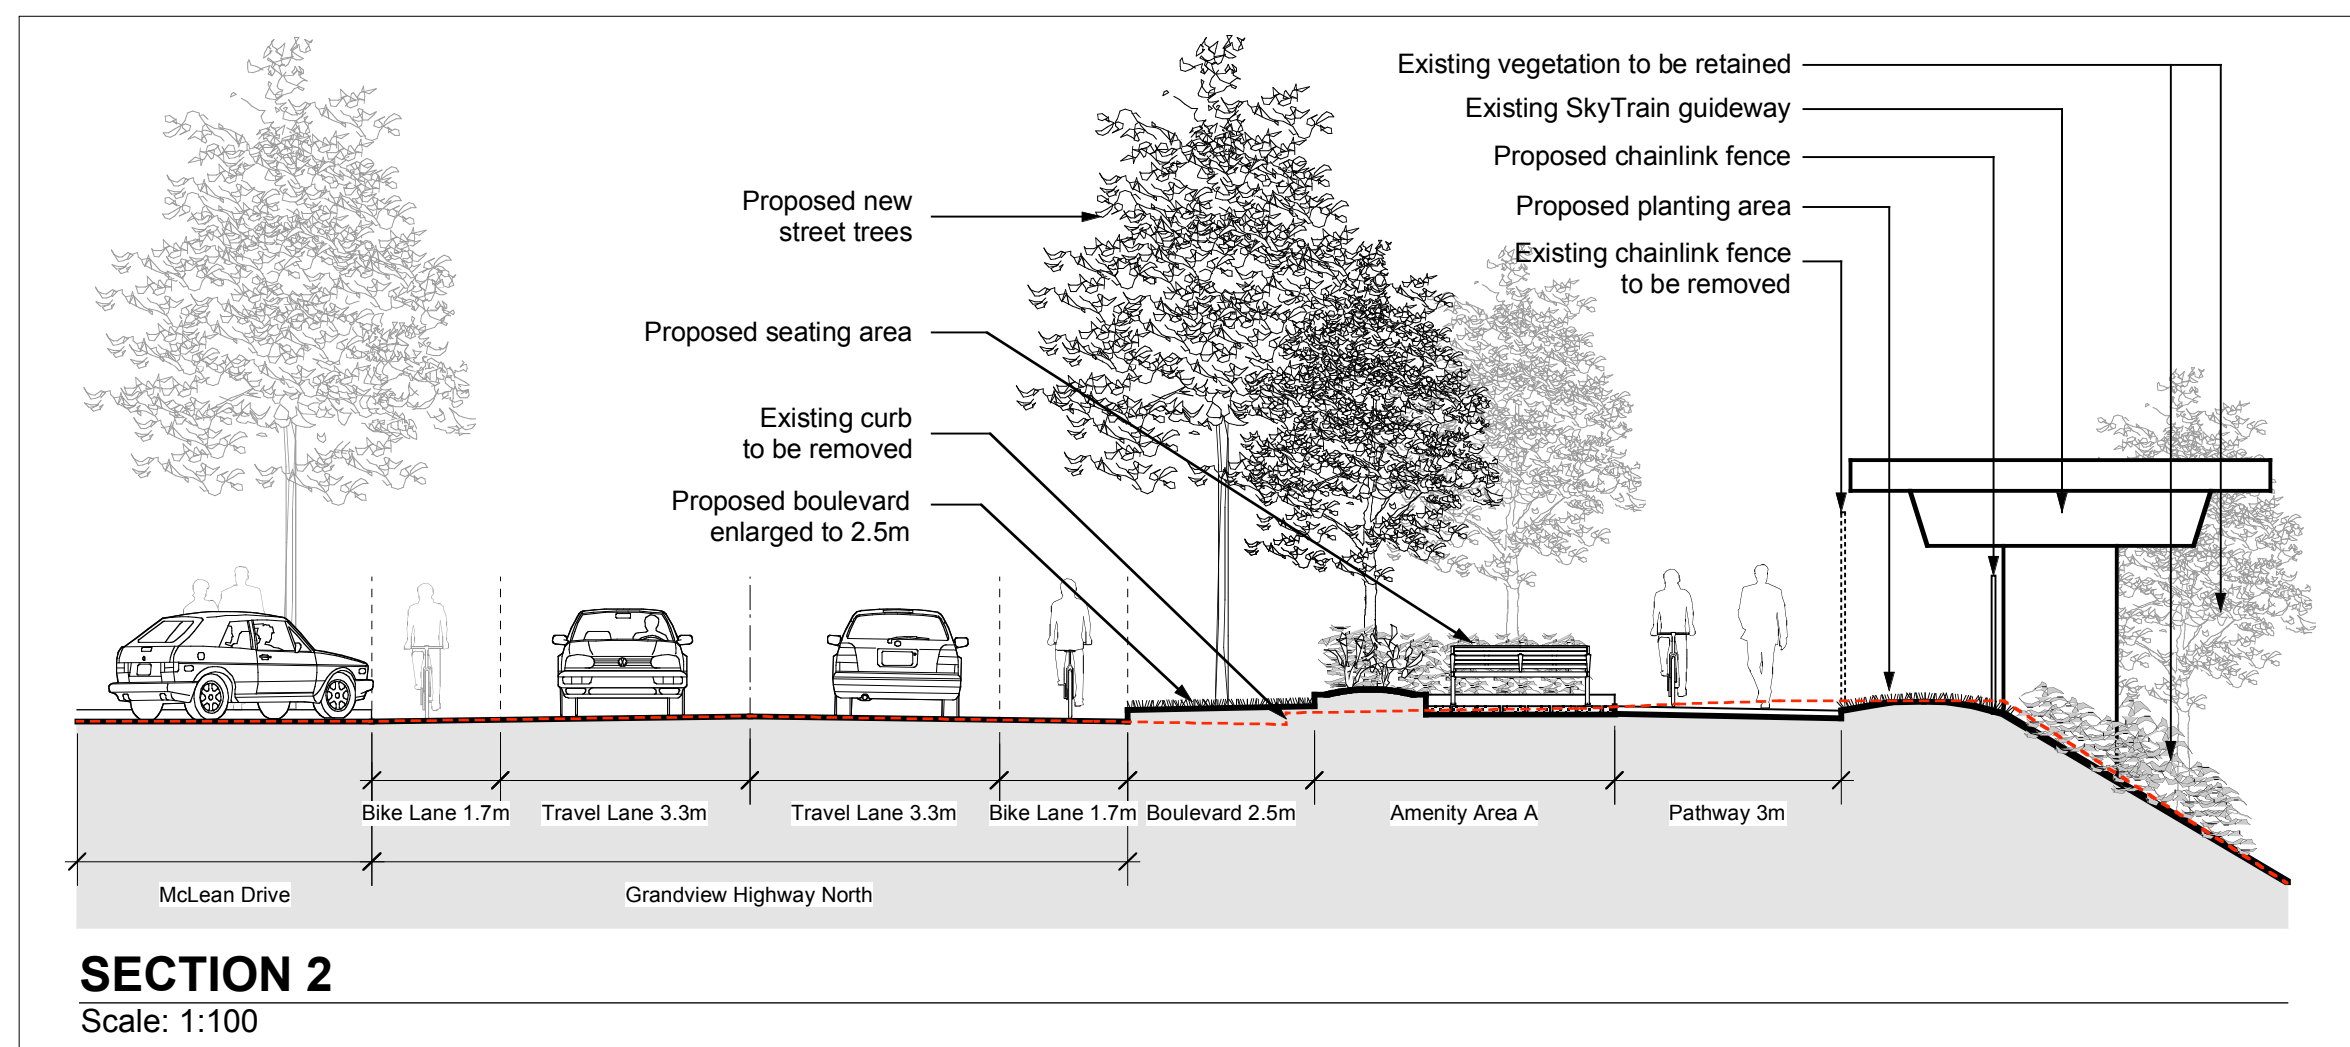 Existing vegetation to be retained
Existing SkyTrain guideway
Proposed chainlink fence
Proposed planting area
Existing chainlink fence
to be removed
Proposed new
street trees
Proposed seating area
Existing curb
to be removed
Proposed boulevard
enlarged to 2.5m
Bike Lane 1.7m
Travel Lane 3.3m
Travel Lane 3.3m
Bike Lane 1.7m
Boulevard 2.5m
Amenity Area A
Pathway 3m
McLean Drive
Grandview Highway North
SECTION 2
Scale: 1:100